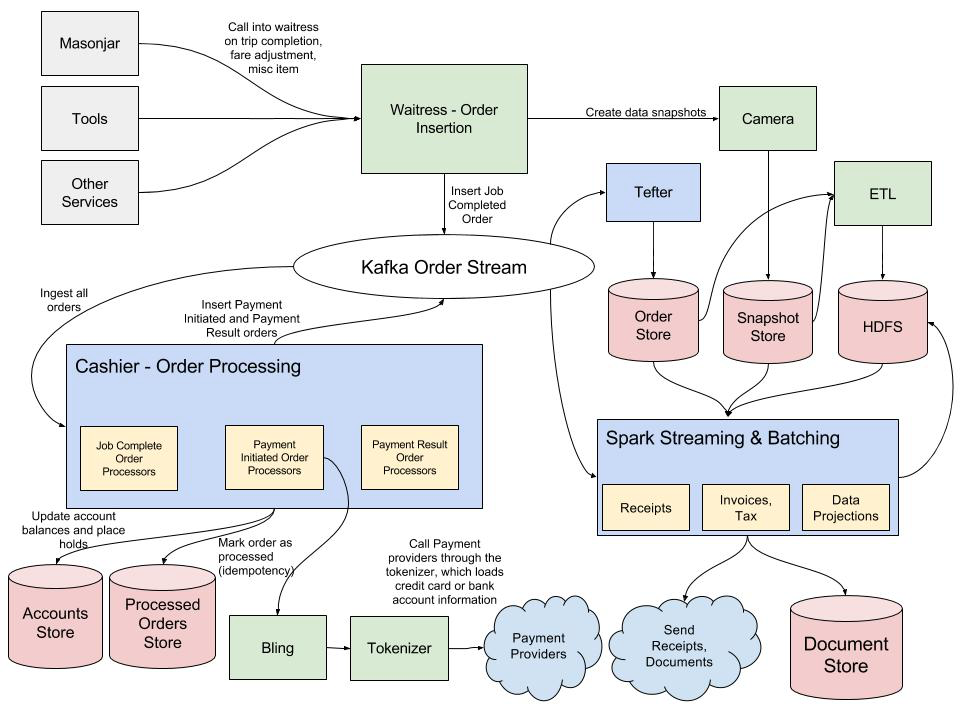 Masonjar
Call into waitress
on trip completion,
fare adjustment,
misc item
Tools
Other
Services
Waitress - Order
Insertion
Create data snapshots
Camera
Insert Job
Completed
Order
Tefter
ETL
Kafka Order Stream
Ingest all
orders
Insert Payment
Initiated and Payment
Result orders
Order
Store
Snapshot
Store
HDFS
Cashier - Order Processing
Job Complete
Order
Processors
Payment
Initiated Order
Processors
Payment Result
Order
Processors
Spark Streaming & Batching
Receipts
Invoices,
Tax
Data
Projections
Update account
balances and place
holds
Mark order as
processed
(idempotency)
Call Payment
providers through the
tokenizer, which loads
credit card or bank
account information
Accounts
Store
Processed
Orders
Store
Bling
Tokenizer
Payment
Providers
Send
Receipts,
Documents
Document
Store